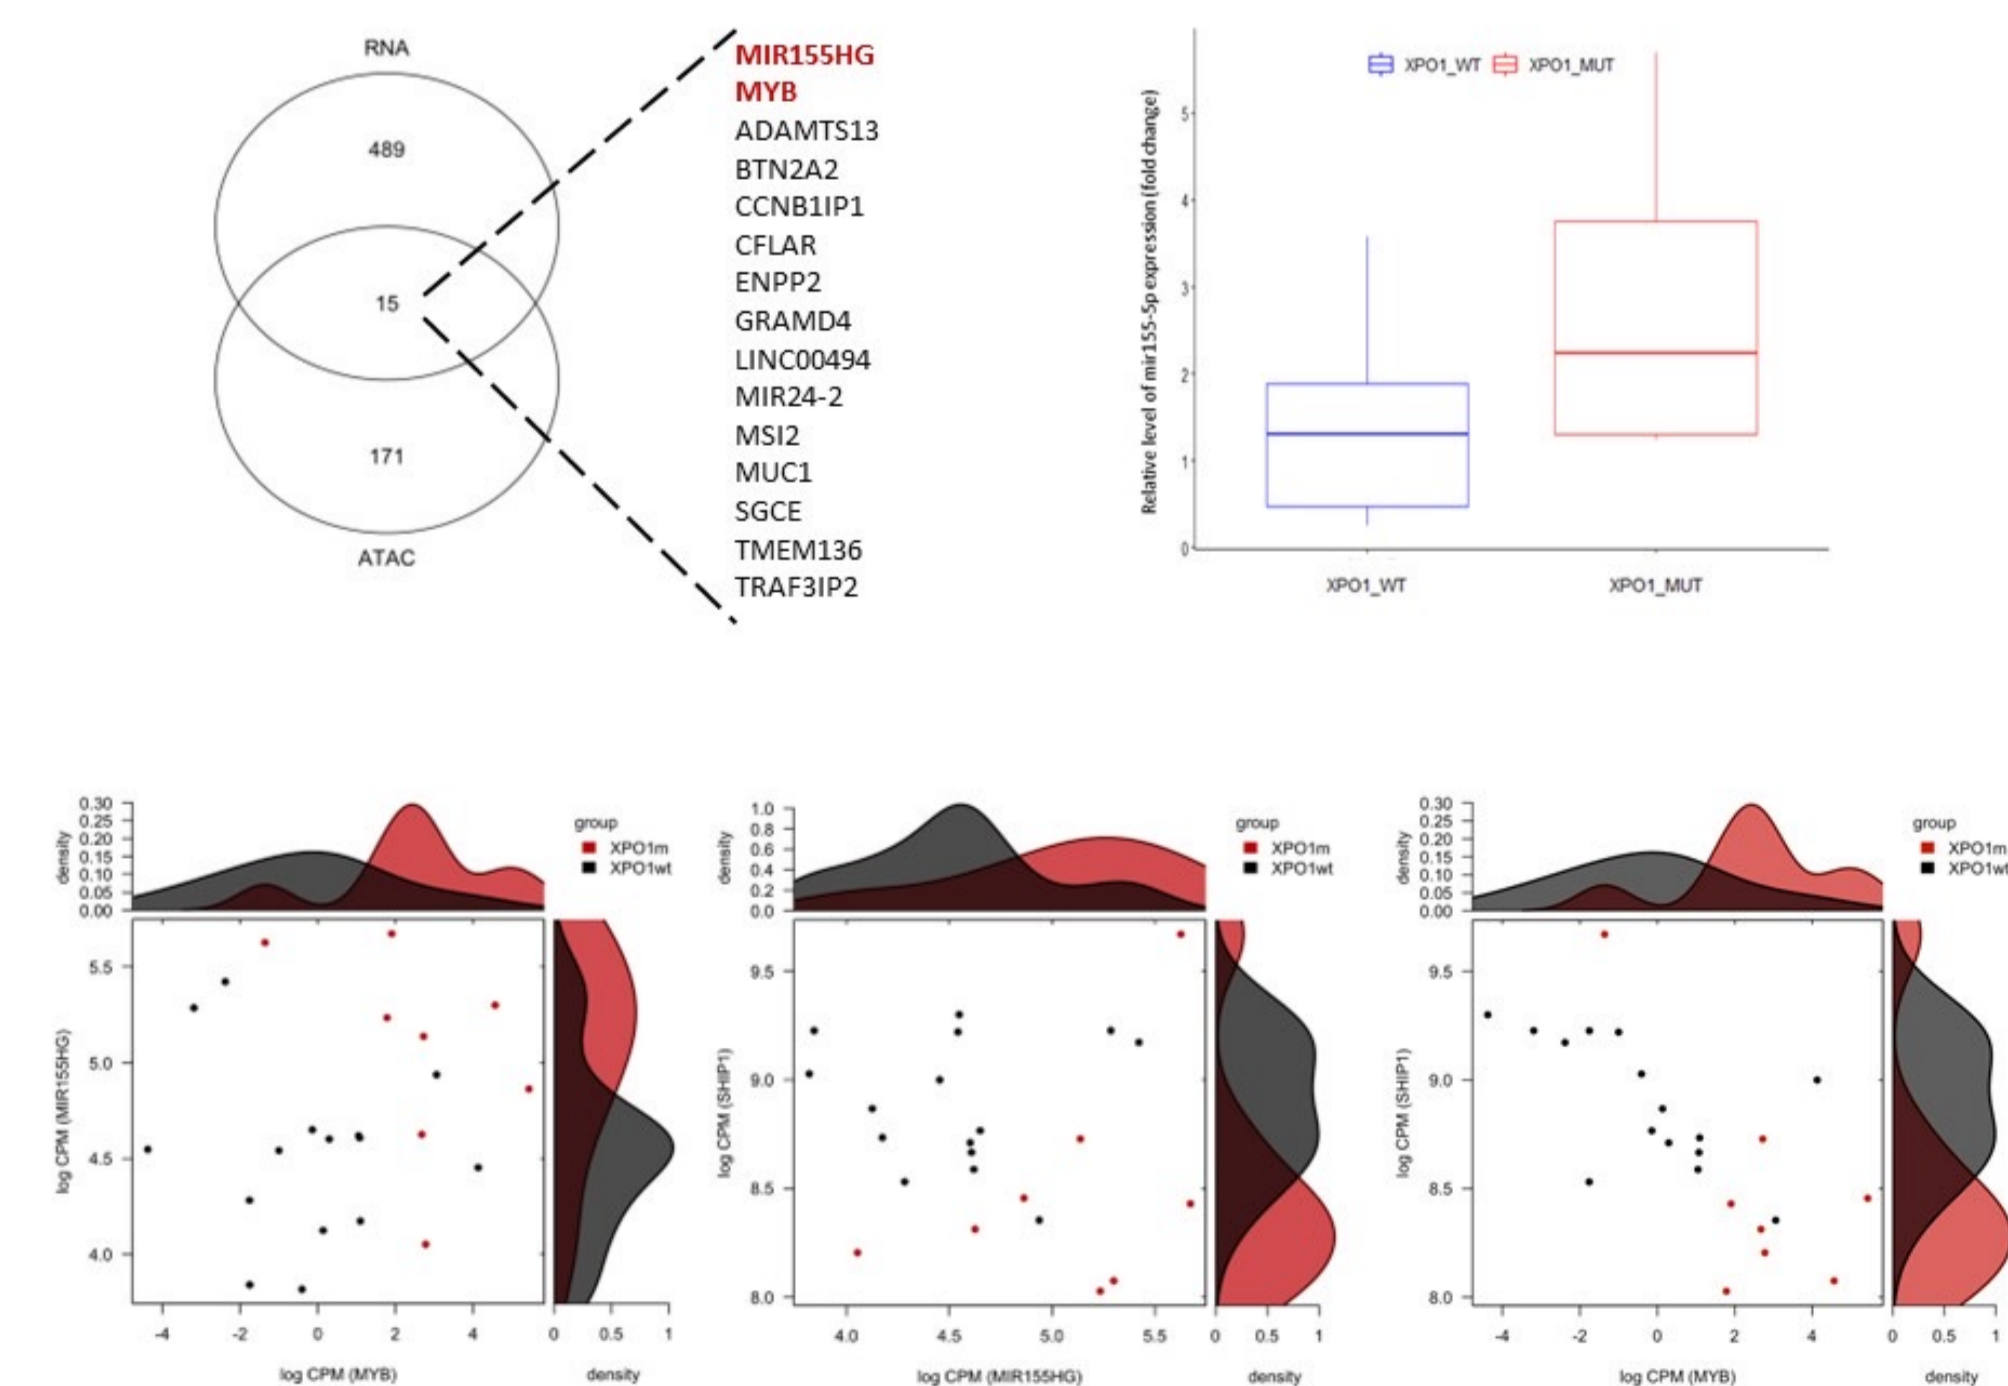 RNA
489
15
171
ATAC
MIR155HG
MYB
ADAMTS13
BTN2A2
CCNB1IP1
CFLAR
ENPP2
GRAMD4
LINC00494
MIR24-2
MSI2
MUC1
SGCE
TMEM136
TRAF3IP2
XPO1_WT XPO1_MUT
Relative level of mir155-5p expression (fold change)
5
4
3
2
1
0
XPO1_WT XPO1_MUT
density
0.30
0.25
0.20
0.15
0.10
0.05
0.00
group
XPO1m
XPO1wt
log CPM (MIR155HG)
5.5
5.0
4.5
4.0
-4 -2 0 2 4
log CPM (MYB)
0 0.5 1
density
density
1.0
0.8
0.6
0.4
0.2
0.0
group
XPO1m
XPO1wt
log CPM (SHIP1)
9.5
9.0
8.5
8.0
4.0 4.5 5.0 5.5
log CPM (MIR155HG)
0 0.5 1
density
density
0.30
0.25
0.20
0.15
0.10
0.05
0.00
group
XPO1m
XPO1wt
log CPM (SHIP1)
9.5
9.0
8.5
8.0
-4 -2 0 2 4
log CPM (MYB)
0 0.5 1
density